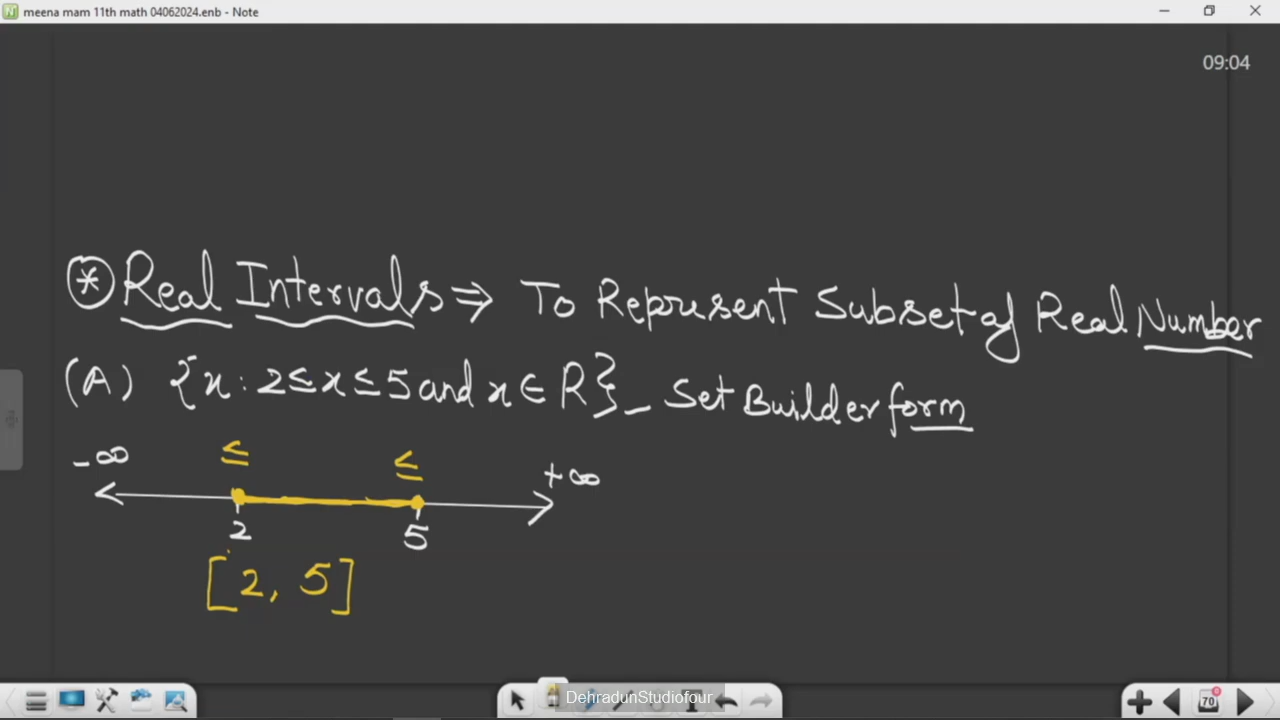 meena mam 11th math 04062024.enb - Note
09:04
* Real Intervals ⇒ To Represent Subset of Real Number
(A) {x : 2 ≤ x ≤ 5 and x ∈ R} _ Set Builder form
≤ ≤
-∞ +∞
2 5
[2, 5]
DehradunStudiofour
70